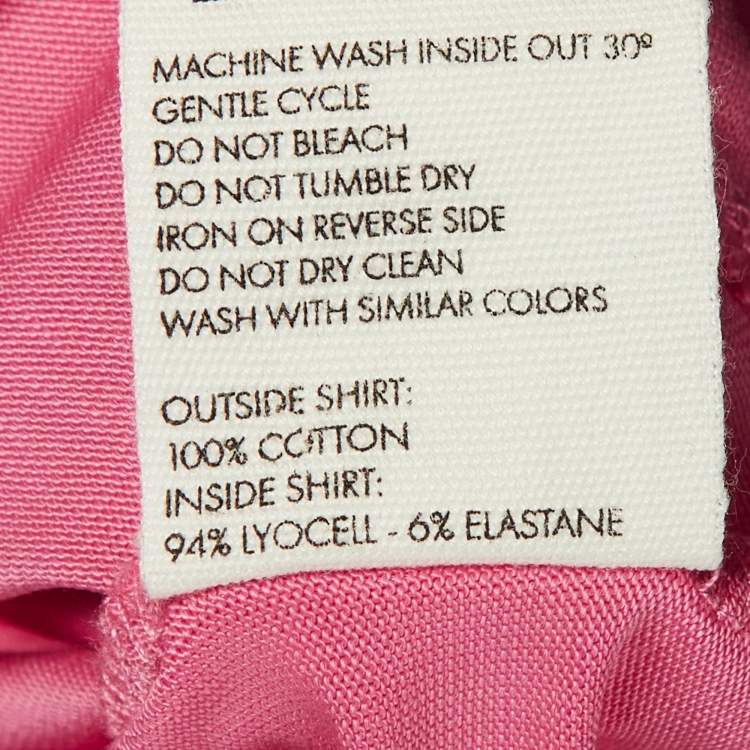 MACHINE WASH INSIDE OUT 30º
GENTLE CYCLE
DO NOT BLEACH
DO NOT TUMBLE DRY
IRON ON REVERSE SIDE
DO NOT DRY CLEAN
WASH WITH SIMILAR COLORS
OUTSIDE SHIRT:
100% COTTON
INSIDE SHIRT:
94% LYOCELL - 6% ELASTANE